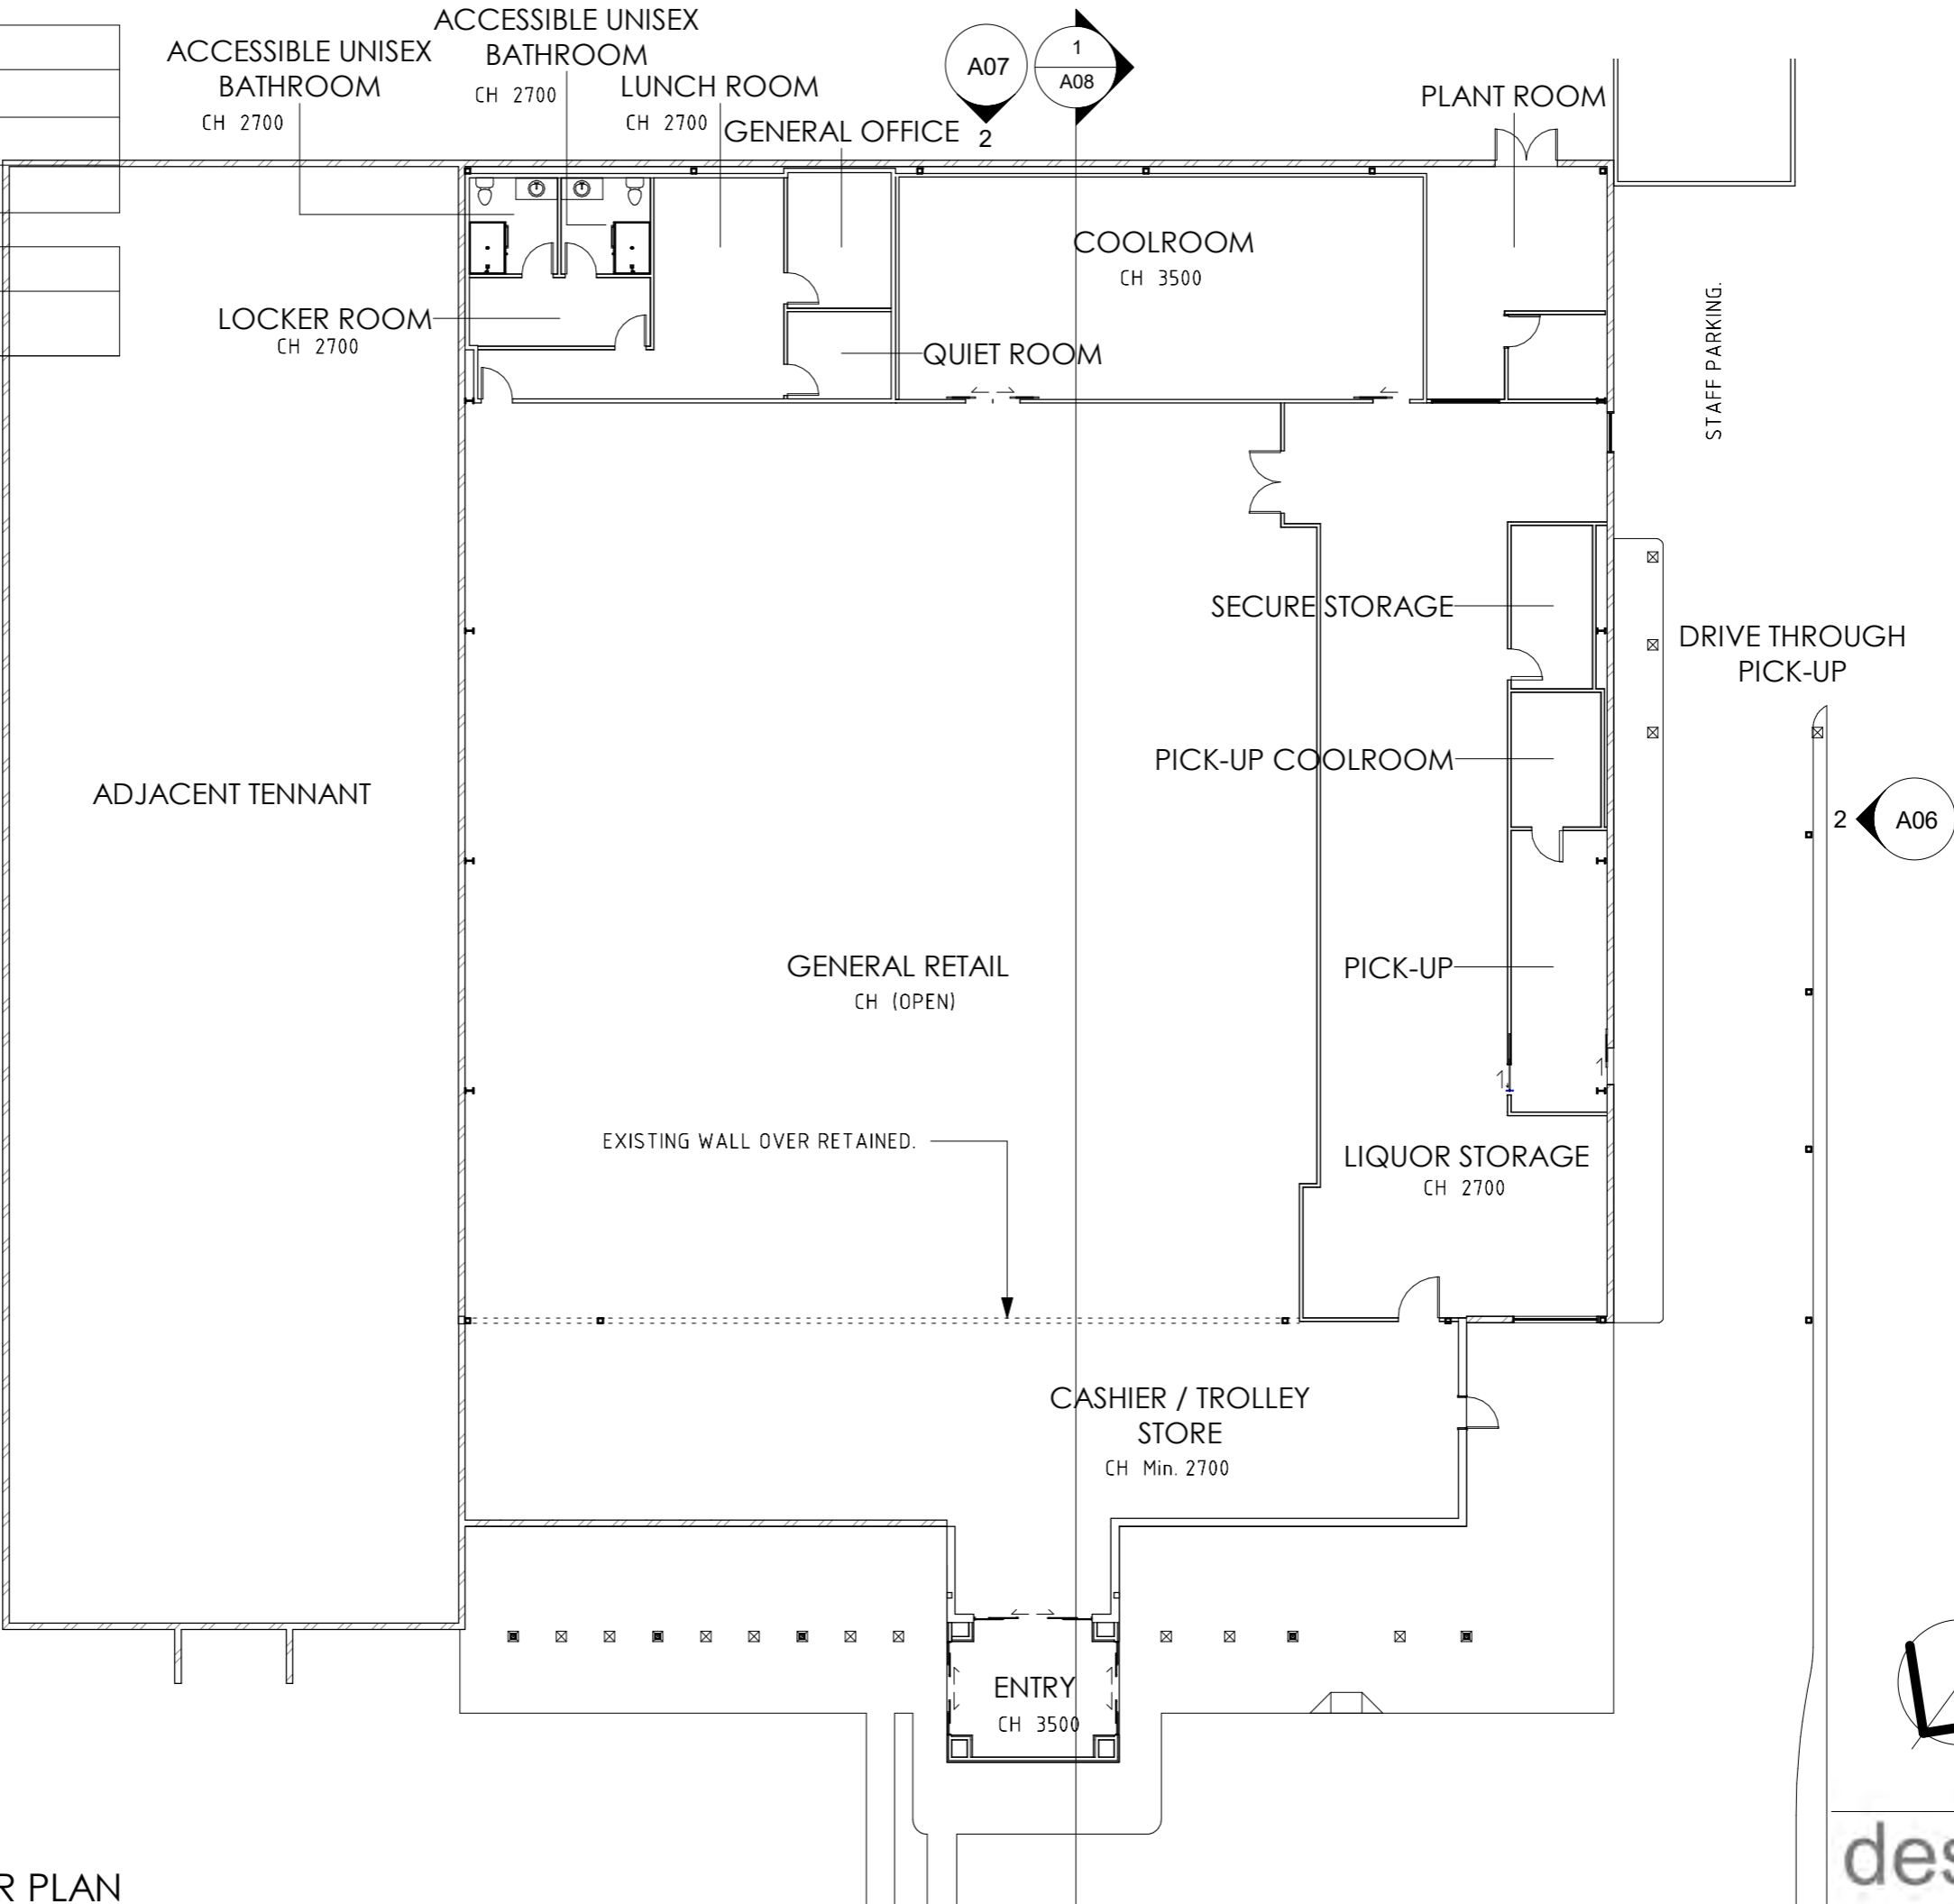 ACCESSIBLE UNISEX
BATHROOM
CH 2700
ACCESSIBLE UNISEX
BATHROOM
CH 2700
LUNCH ROOM
CH 2700
GENERAL OFFICE
A07
2
1
A08
PLANT ROOM
COOLROOM
CH 3500
LOCKER ROOM
CH 2700
QUIET ROOM
STAFF PARKING.
SECURE STORAGE
DRIVE THROUGH
PICK-UP
PICK-UP COOLROOM
ADJACENT TENNANT
2
A06
GENERAL RETAIL
CH (OPEN)
PICK-UP
EXISTING WALL OVER RETAINED.
LIQUOR STORAGE
CH 2700
CASHIER / TROLLEY
STORE
CH Min. 2700
ENTRY
CH 3500
R PLAN
des